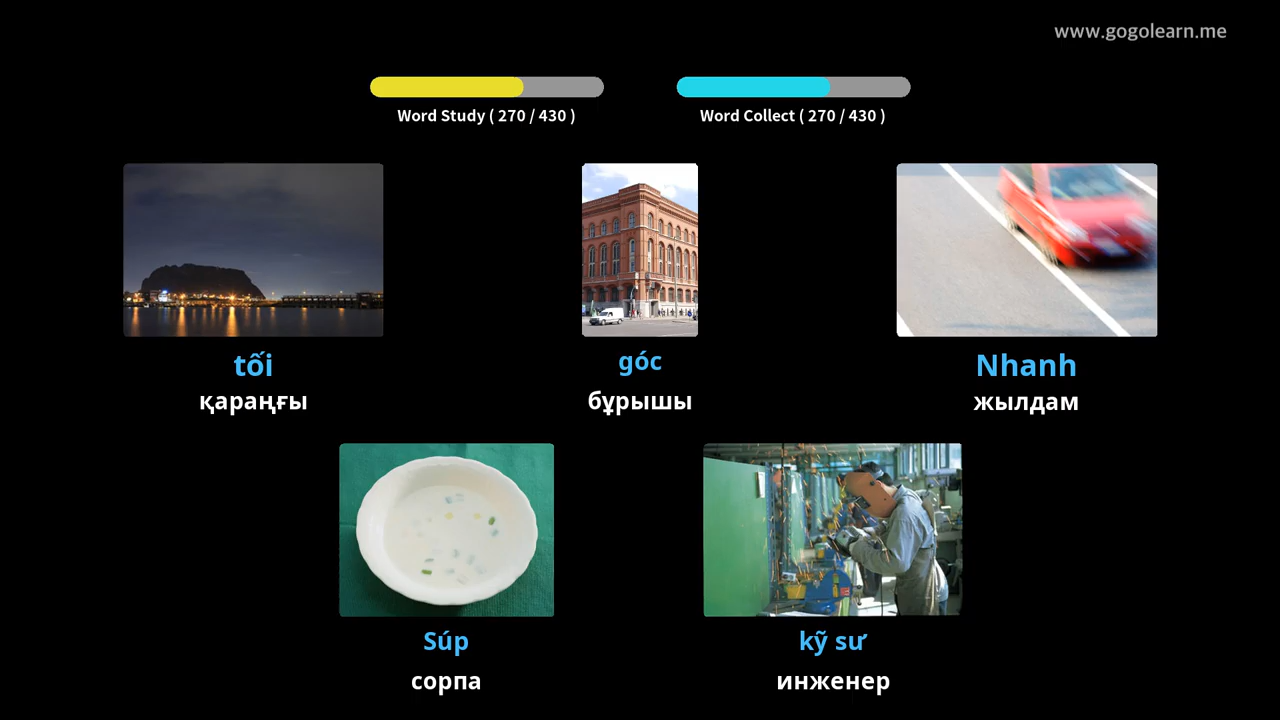 www.gogolearn.me
Word Study ( 270 / 430 )
Word Collect ( 270 / 430 )
tối
қараңғы
góc
бұрышы
Nhanh
жылдам
Súp
сорпа
kỹ sư
инженер